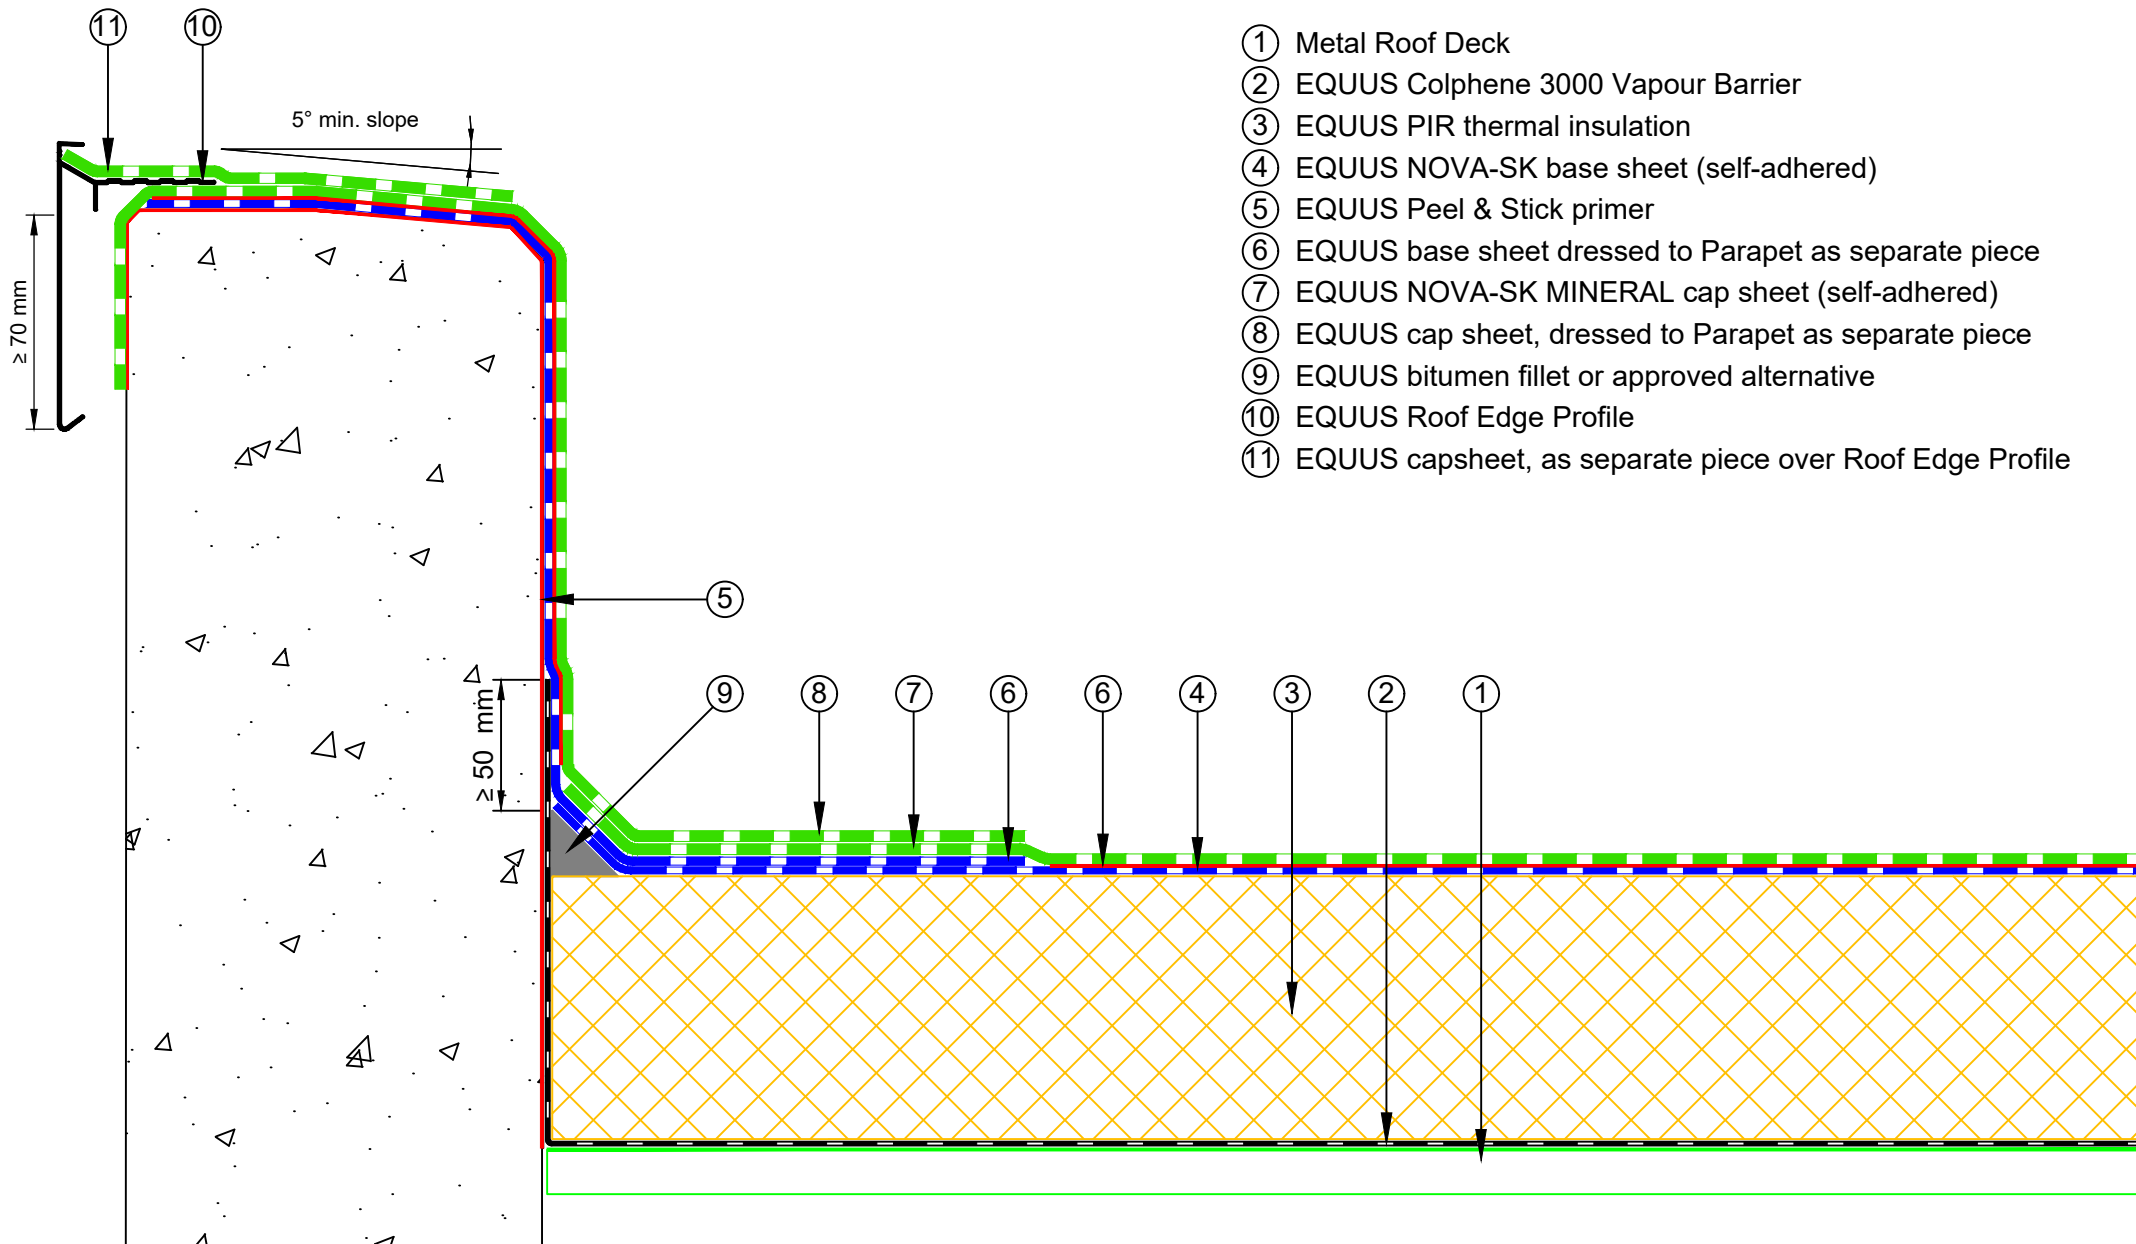 11 10
5° min. slope
≥ 70 mm
① Metal Roof Deck
② EQUUS Colphene 3000 Vapour Barrier
③ EQUUS PIR thermal insulation
④ EQUUS NOVA-SK base sheet (self-adhered)
⑤ EQUUS Peel & Stick primer
⑥ EQUUS base sheet dressed to Parapet as separate piece
⑦ EQUUS NOVA-SK MINERAL cap sheet (self-adhered)
⑧ EQUUS cap sheet, dressed to Parapet as separate piece
⑨ EQUUS bitumen fillet or approved alternative
⑩ EQUUS Roof Edge Profile
⑪ EQUUS capsheet, as separate piece over Roof Edge Profile
5
≥ 50 mm
9 8 7 6 6 4 3 2 1